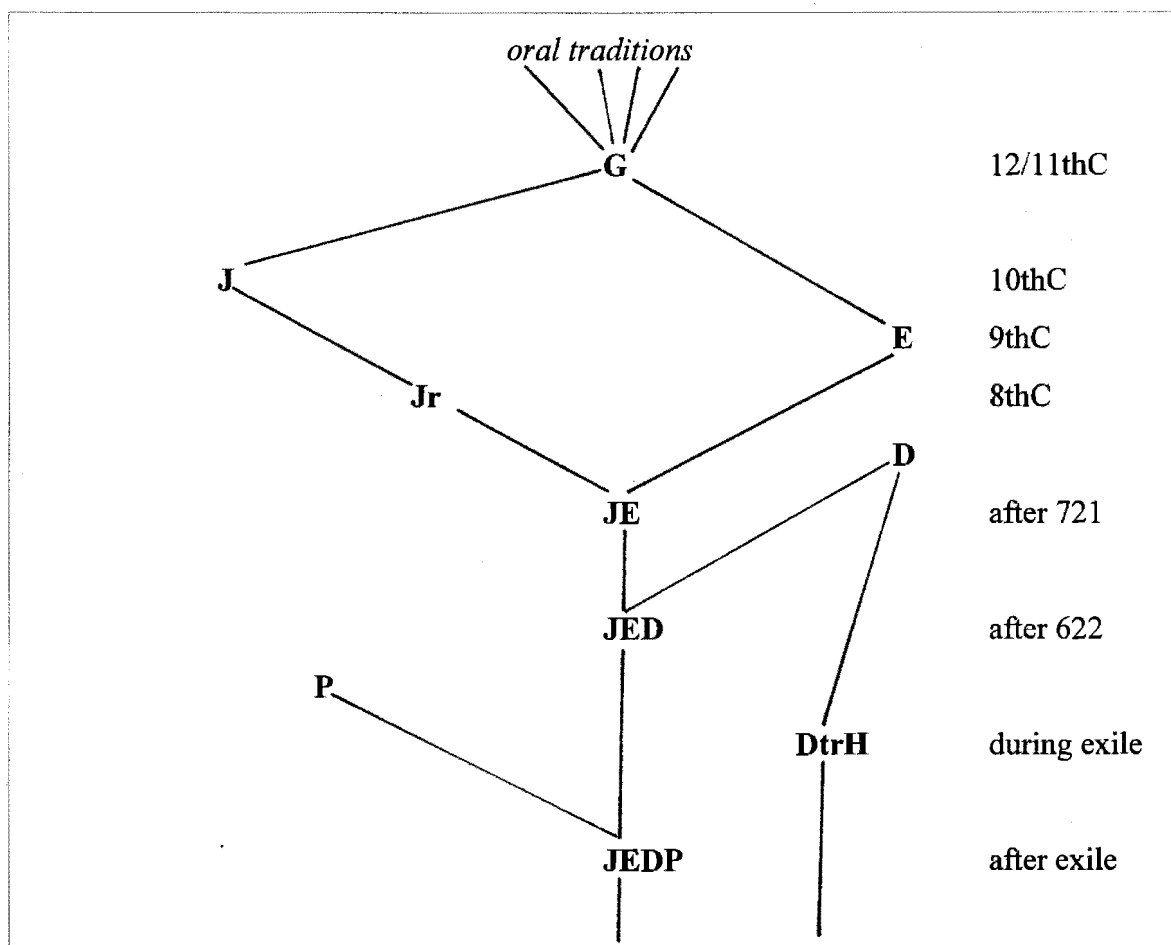 oral traditions
G 12/11thC
J 10thC
E 9thC
Jr 8thC
D
JE after 721
JED after 622
P
DtrH during exile
JEDP after exile